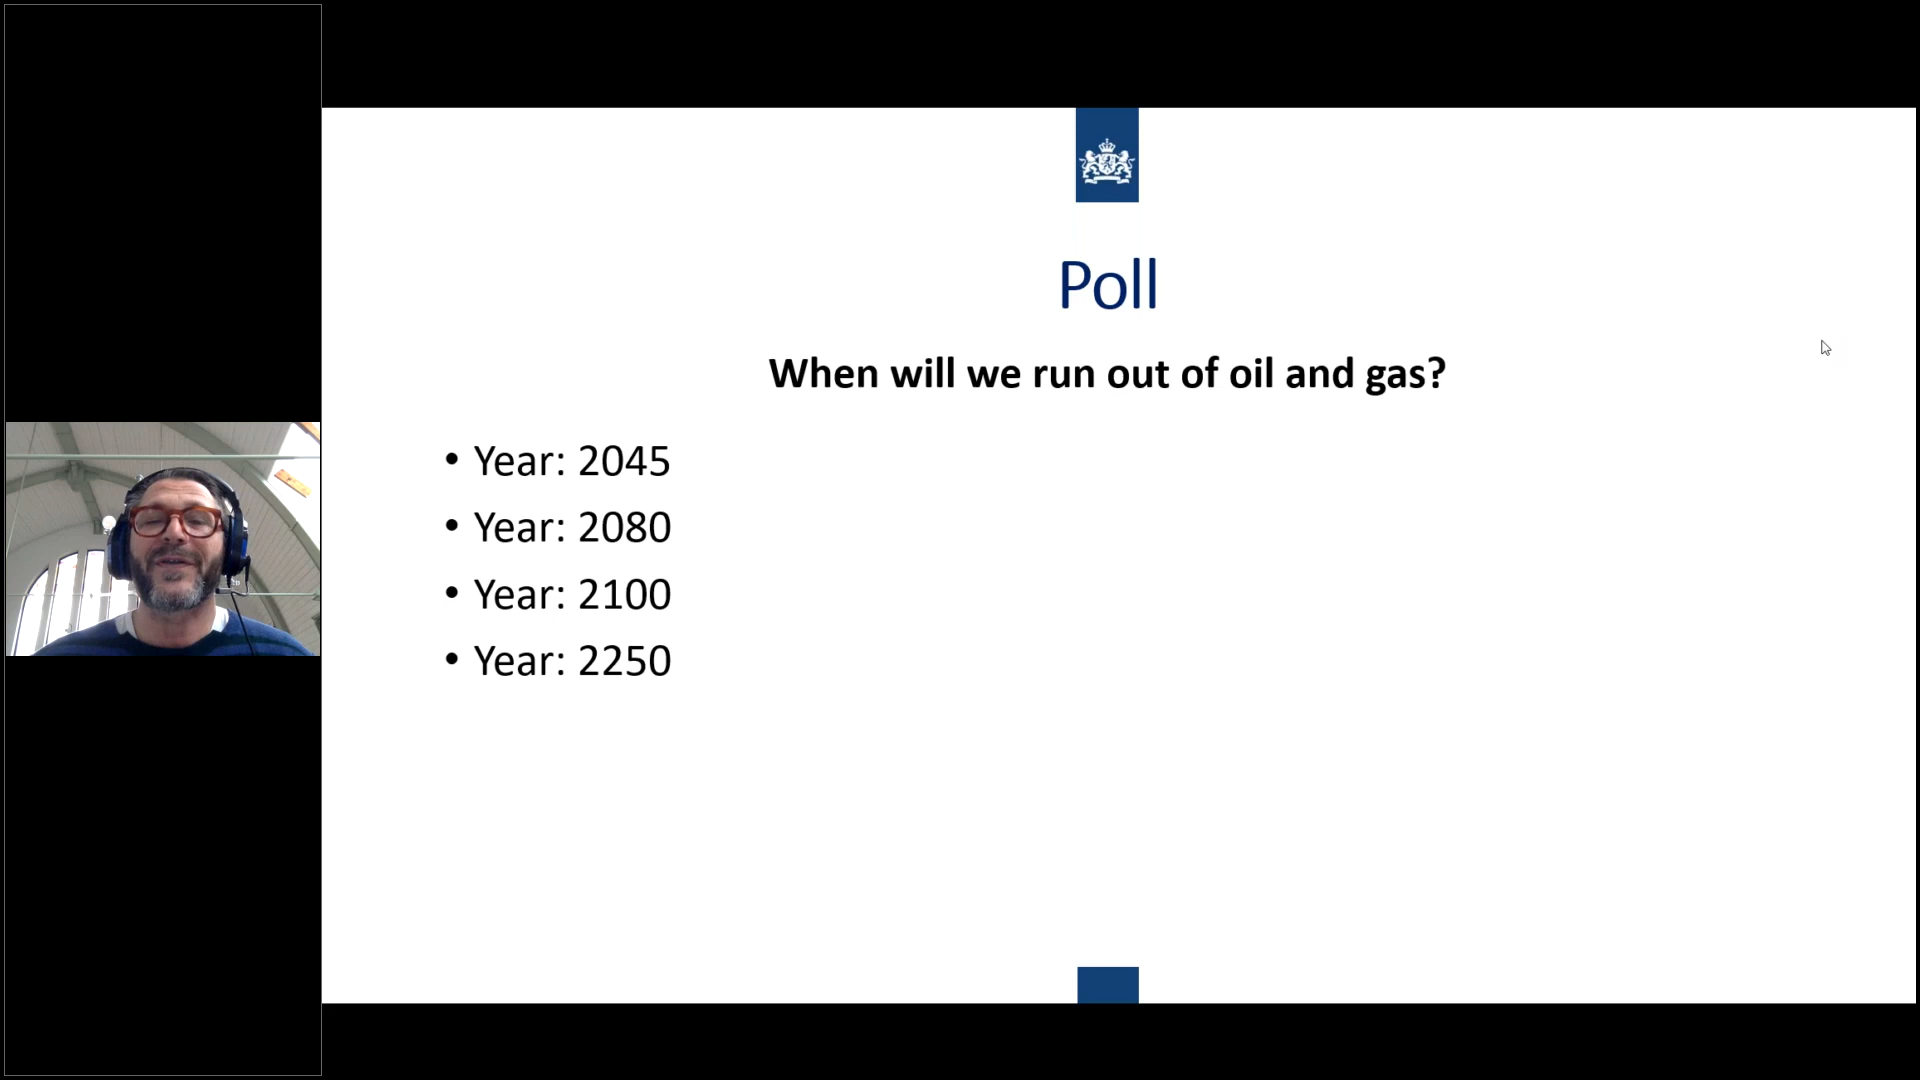 Poll
When will we run out of oil and gas?
• Year: 2045
• Year: 2080
• Year: 2100
• Year: 2250